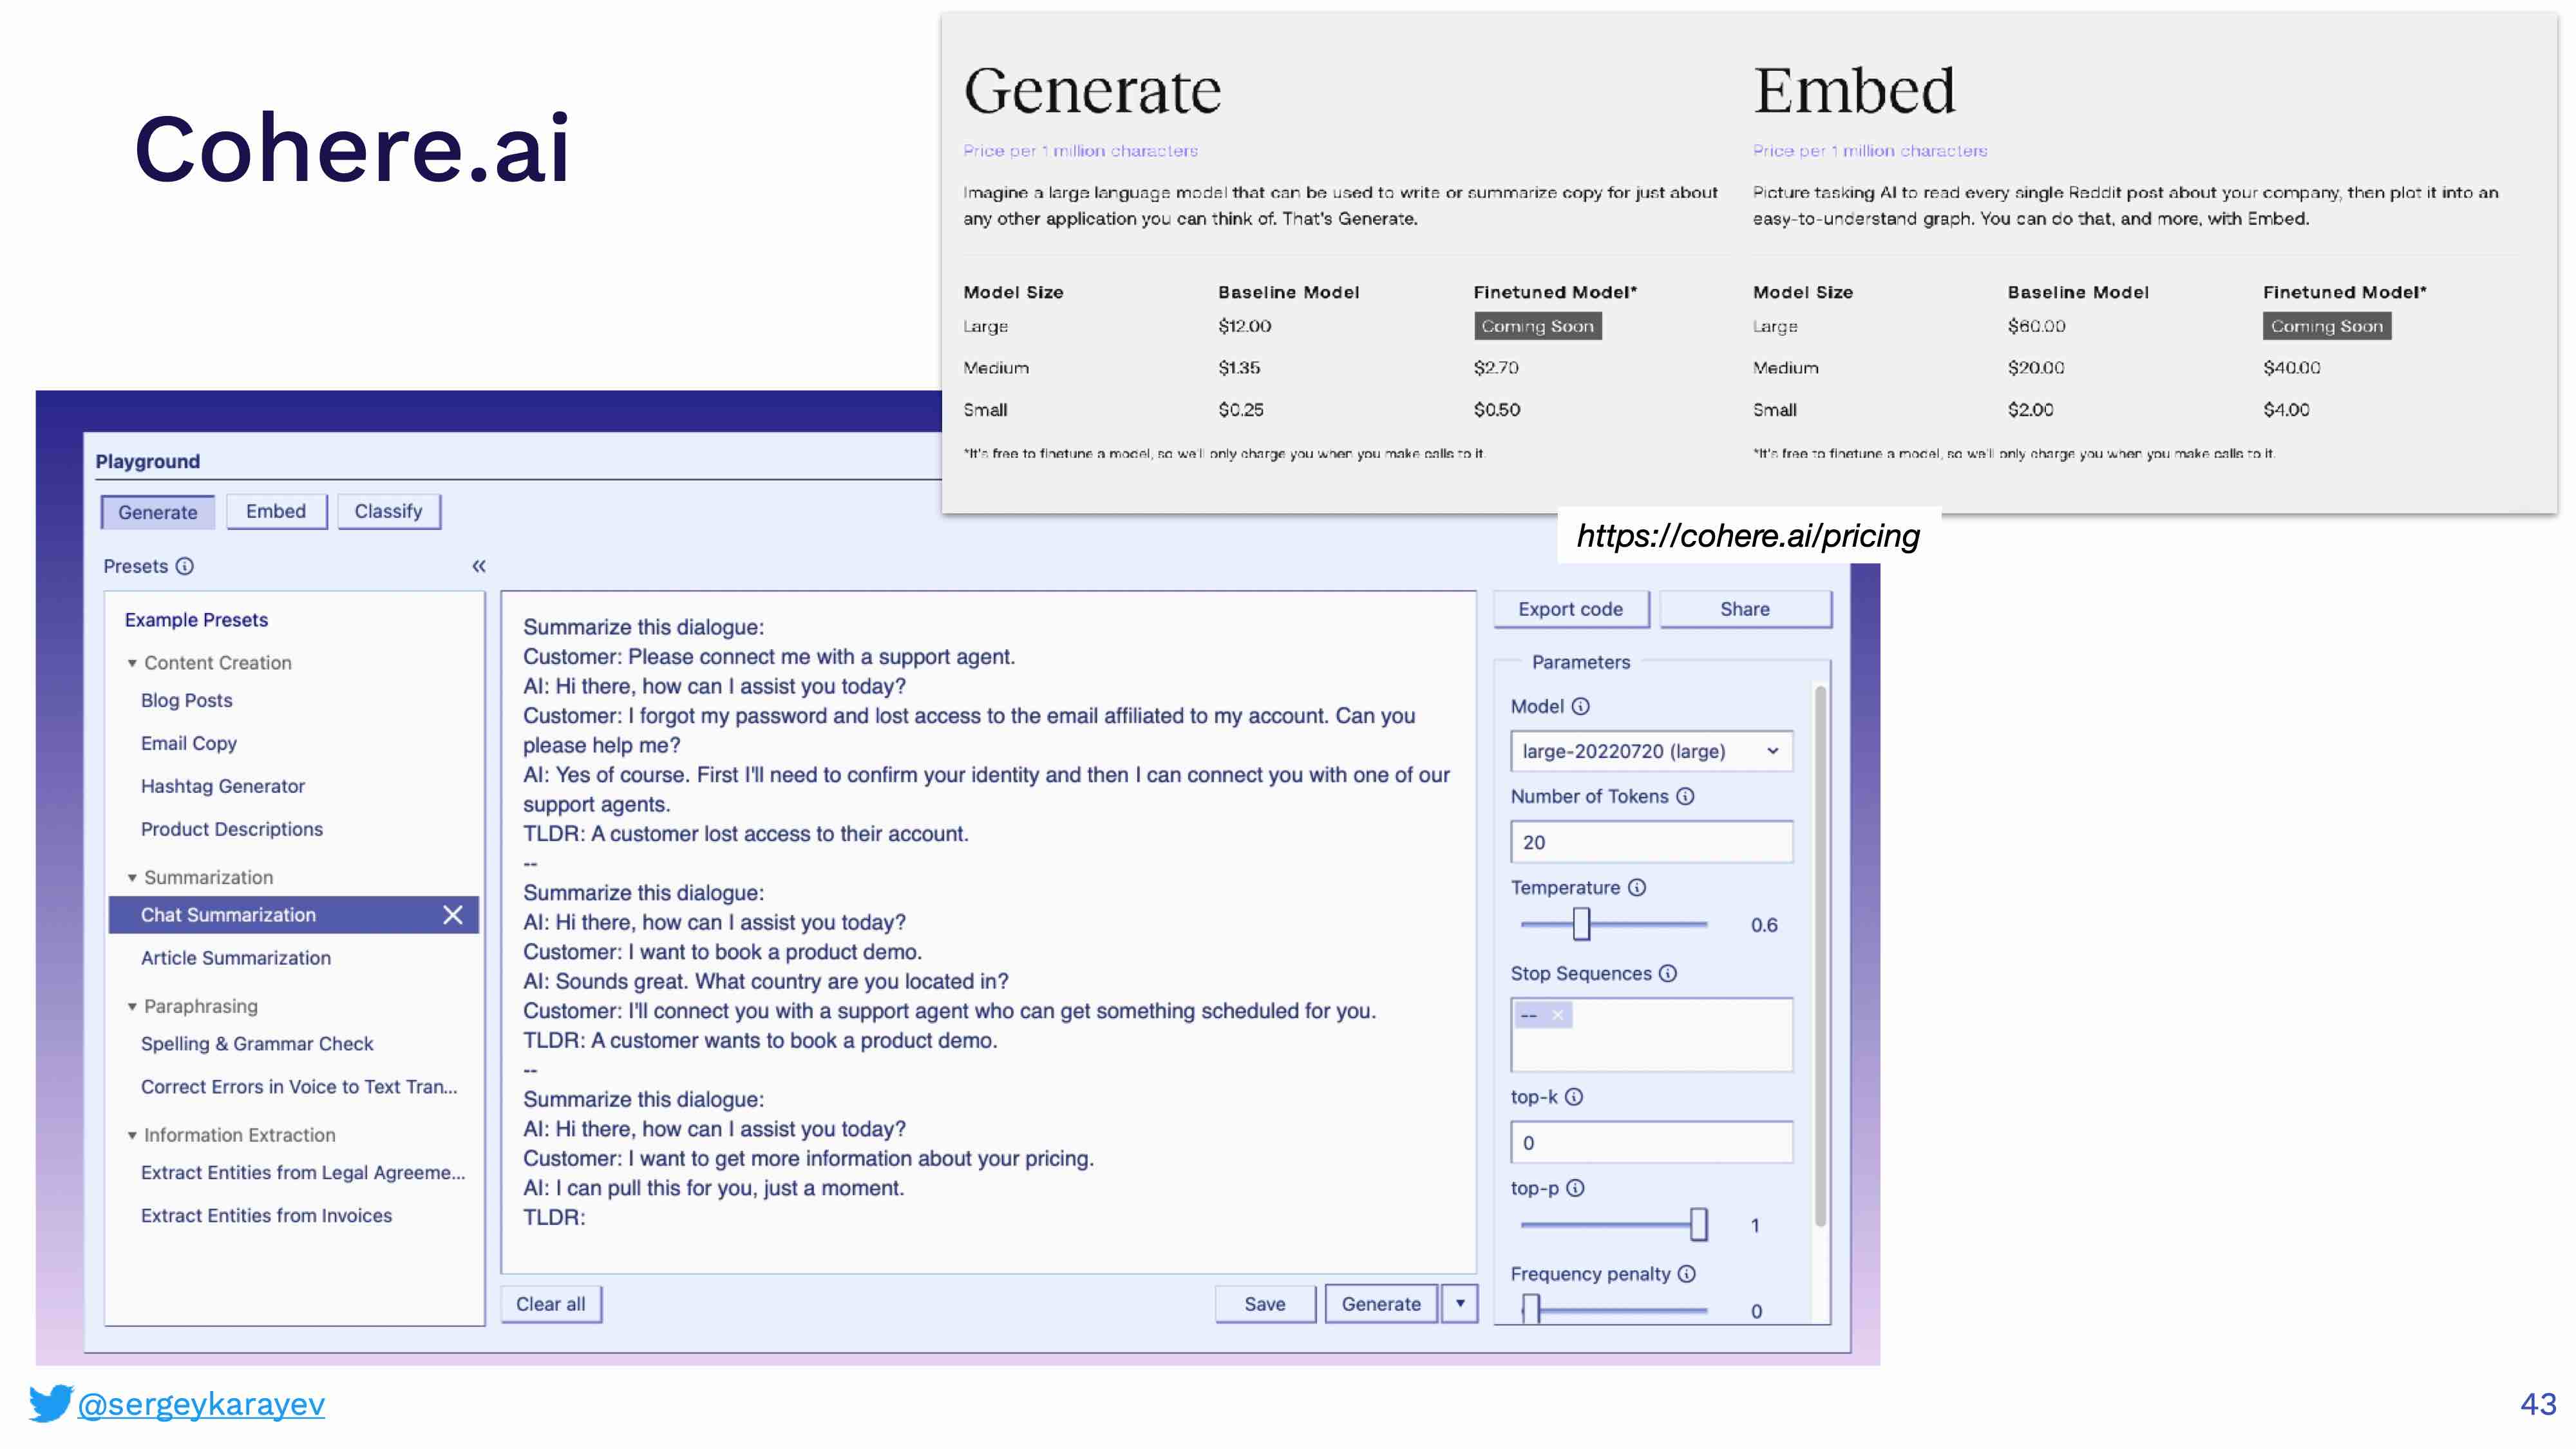 Cohere.ai
Generate
Price per 1 million characters
Imagine a large language model that can be used to write or summarize copy for just about
any other application you can think of. That's Generate.
Model Size Baseline Model Finetuned Model*
Large $12.00 Coming Soon
Medium $1.35 $2.70
Small $0.25 $0.50
*It's free to finetune a model, so we'll only charge you when you make calls to it.
Embed
Price per 1 million characters
Picture tasking AI to read every single Reddit post about your company, then plot it into an
easy-to-understand graph. You can do that, and more, with Embed.
Model Size Baseline Model Finetuned Model*
Large $60.00 Coming Soon
Medium $20.00 $40.00
Small $2.00 $4.00
*It's free to finetune a model, so we'll only charge you when you make calls to it.
https://cohere.ai/pricing
Playground
Generate Embed Classify
Presets
Example Presets
Content Creation
Blog Posts
Email Copy
Hashtag Generator
Product Descriptions
Summarization
Chat Summarization
Article Summarization
Paraphrasing
Spelling & Grammar Check
Correct Errors in Voice to Text Tran...
Information Extraction
Extract Entities from Legal Agreeme...
Extract Entities from Invoices
Summarize this dialogue:
Customer: Please connect me with a support agent.
AI: Hi there, how can I assist you today?
Customer: I forgot my password and lost access to the email affiliated to my account. Can you
please help me?
AI: Yes of course. First I'll need to confirm your identity and then I can connect you with one of our
support agents.
TLDR: A customer lost access to their account.
--
Summarize this dialogue:
AI: Hi there, how can I assist you today?
Customer: I want to book a product demo.
AI: Sounds great. What country are you located in?
Customer: I'll connect you with a support agent who can get something scheduled for you.
TLDR: A customer wants to book a product demo.
--
Summarize this dialogue:
AI: Hi there, how can I assist you today?
Customer: I want to get more information about your pricing.
AI: I can pull this for you, just a moment.
TLDR:
Clear all Save Generate
Export code Share
Parameters
Model
large-20220720 (large)
Number of Tokens
20
Temperature
0.6
Stop Sequences
--
top-k
0
top-p
1
Frequency penalty
0
@sergeykarayev
43